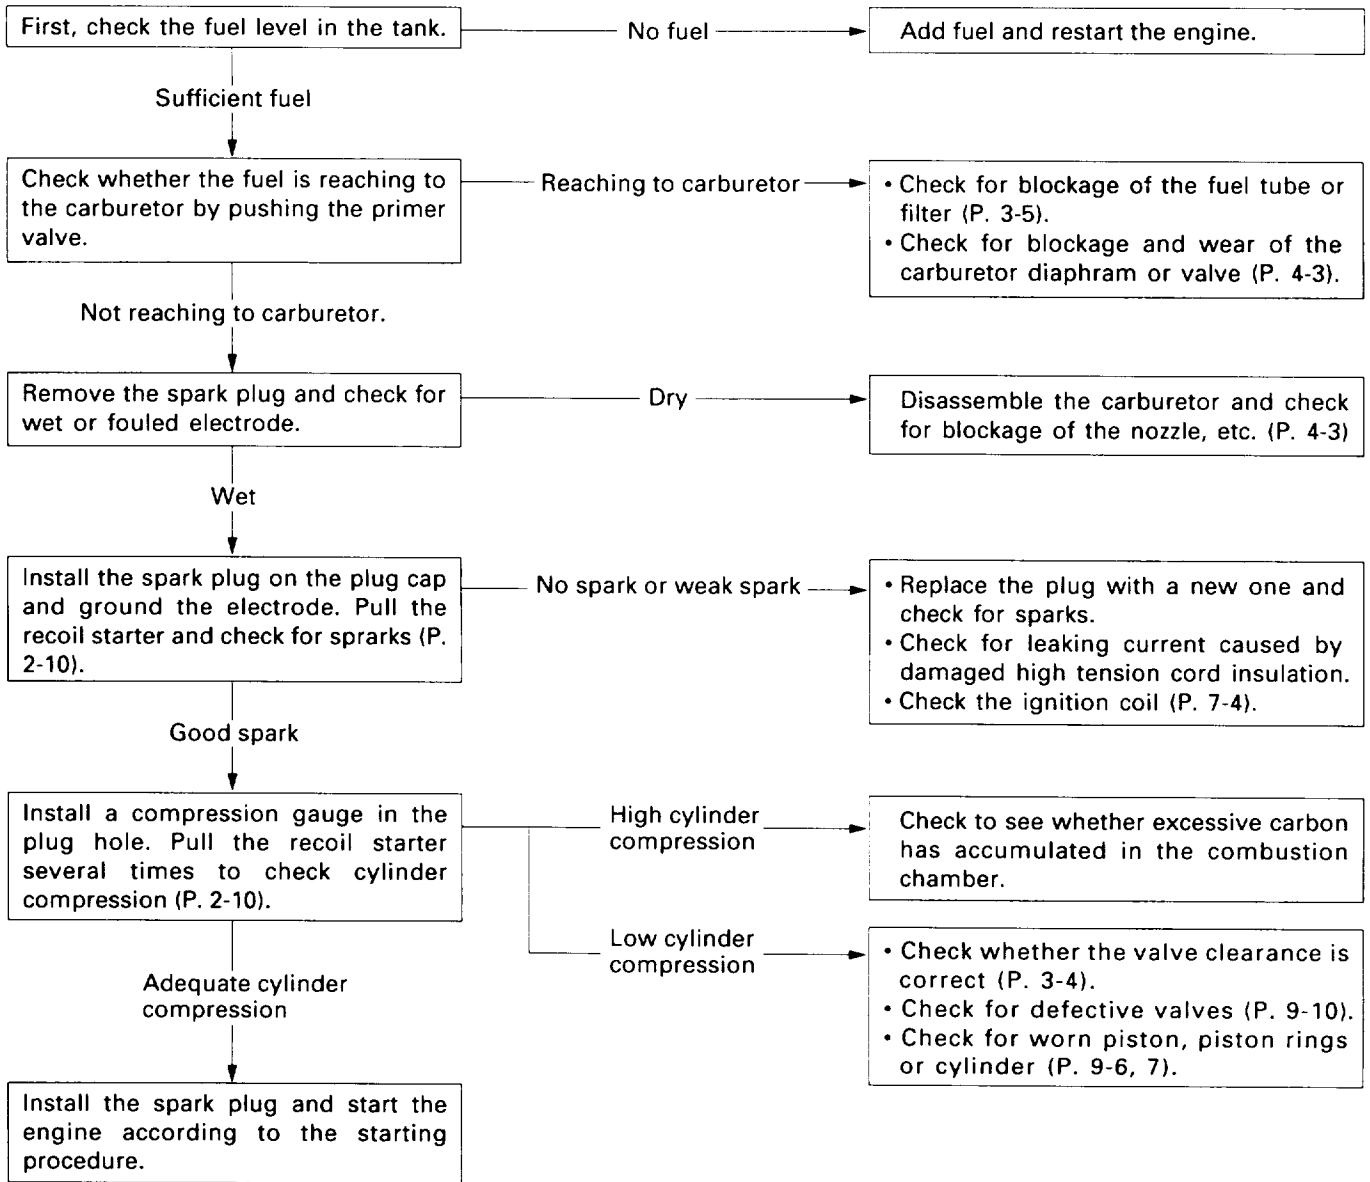 First, check the fuel level in the tank.
No fuel
Add fuel and restart the engine.
Sufficient fuel
Check whether the fuel is reaching to
the carburetor by pushing the primer
valve.
Reaching to carburetor
• Check for blockage of the fuel tube or
filter (P. 3-5).
• Check for blockage and wear of the
carburetor diaphram or valve (P. 4-3).
Not reaching to carburetor.
Remove the spark plug and check for
wet or fouled electrode.
Dry
Disassemble the carburetor and check
for blockage of the nozzle, etc. (P. 4-3)
Wet
Install the spark plug on the plug cap
and ground the electrode. Pull the
recoil starter and check for sprarks (P.
2-10).
No spark or weak spark
• Replace the plug with a new one and
check for sparks.
• Check for leaking current caused by
damaged high tension cord insulation.
• Check the ignition coil (P. 7-4).
Good spark
Install a compression gauge in the
plug hole. Pull the recoil starter
several times to check cylinder
compression (P. 2-10).
High cylinder
compression
Check to see whether excessive carbon
has accumulated in the combustion
chamber.
Low cylinder
compression
• Check whether the valve clearance is
correct (P. 3-4).
• Check for defective valves (P. 9-10).
• Check for worn piston, piston rings
or cylinder (P. 9-6, 7).
Adequate cylinder
compression
Install the spark plug and start the
engine according to the starting
procedure.